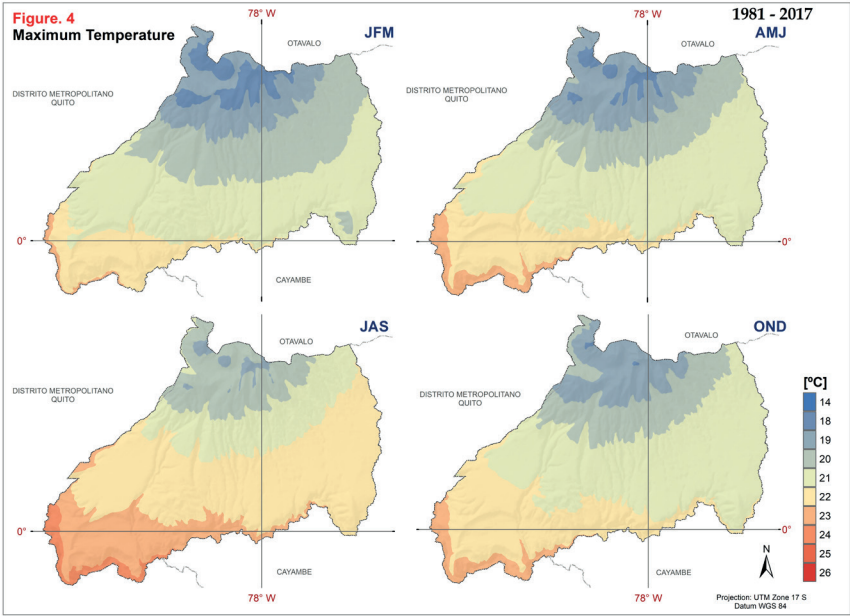 Figure. 4
Maximum Temperature
78° W
JFM
OTAVALO
DISTRITO METROPOLITANO
QUITO
0°
CAYAMBE
78° W
1981 - 2017
AMJ
OTAVALO
DISTRITO METROPOLITANO
QUITO
0°
JAS
OTAVALO
DISTRITO METROPOLITANO
QUITO
0°
CAYAMBE
78° W
OND
OTAVALO
DISTRITO METROPOLITANO
QUITO
0°
CAYAMBE
78° W
[ºC]
14
18
19
20
21
22
23
24
25
26
N
Projection: UTM Zone 17 S
Datum WGS 84